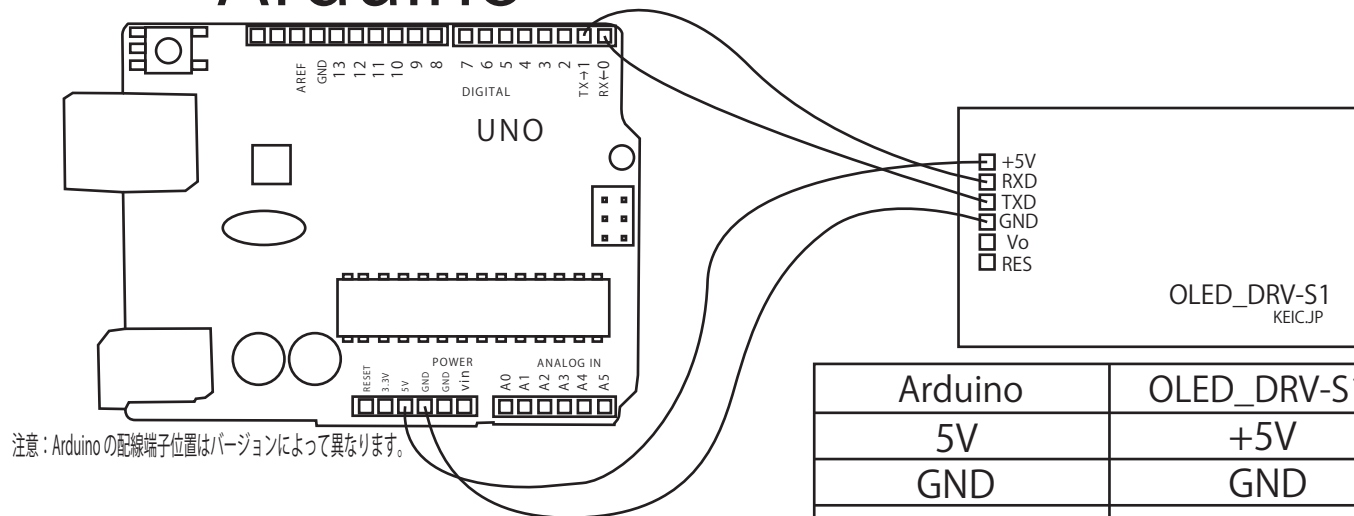 Arduino
AREF
GND
13
12
11
10
9
8
7
6
5
4
3
2
TX→1
RX←0
DIGITAL
UNO
+5V
RXD
TXD
GND
Vo
RES
OLED_DRV-S1
KEIC.JP
POWER
ANALOG IN
RESET
3.3V
5V
GND
GND
vin
A0
A1
A2
A3
A4
A5
注意：Arduinoの配線端子位置はバージョンによって異なります。
Arduino OLED_DRV-S1
5V +5V
GND GND